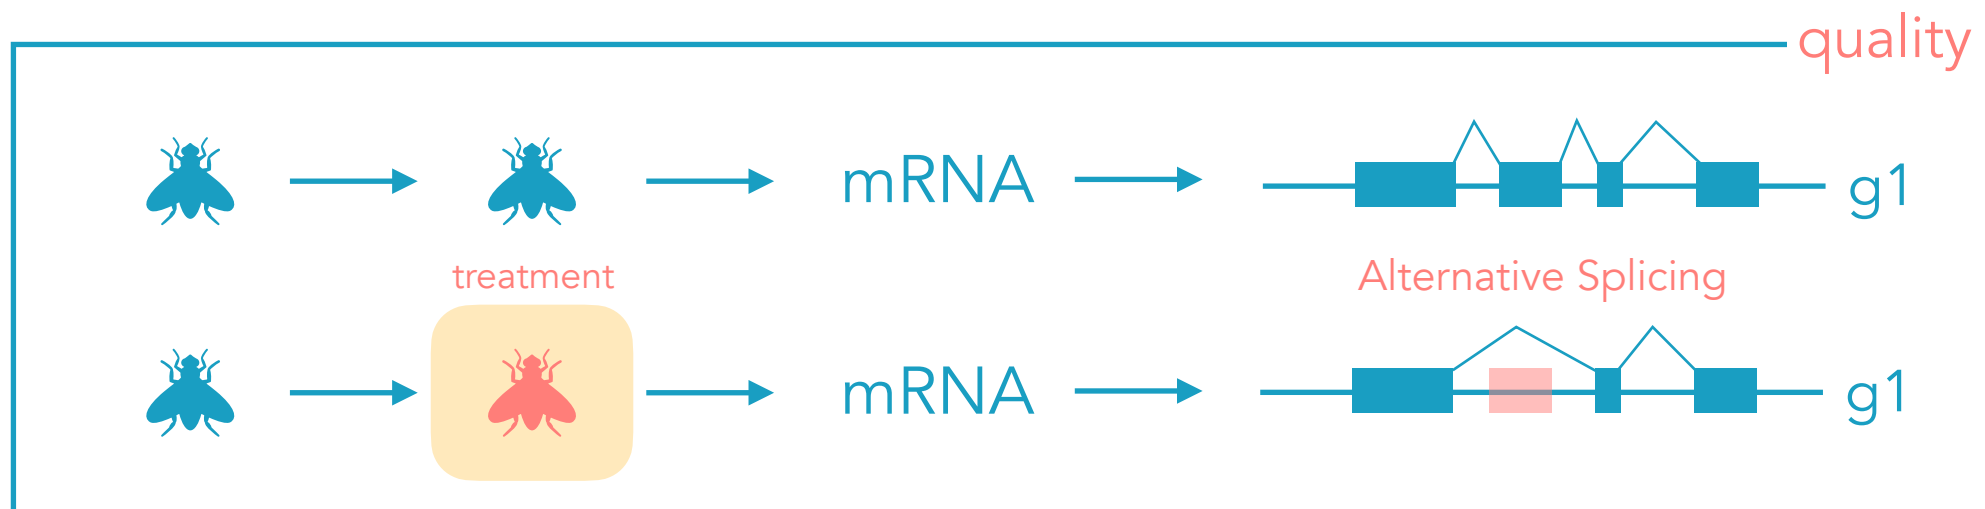 quality
mRNA
g1
treatment
Alternative Splicing
mRNA
g1